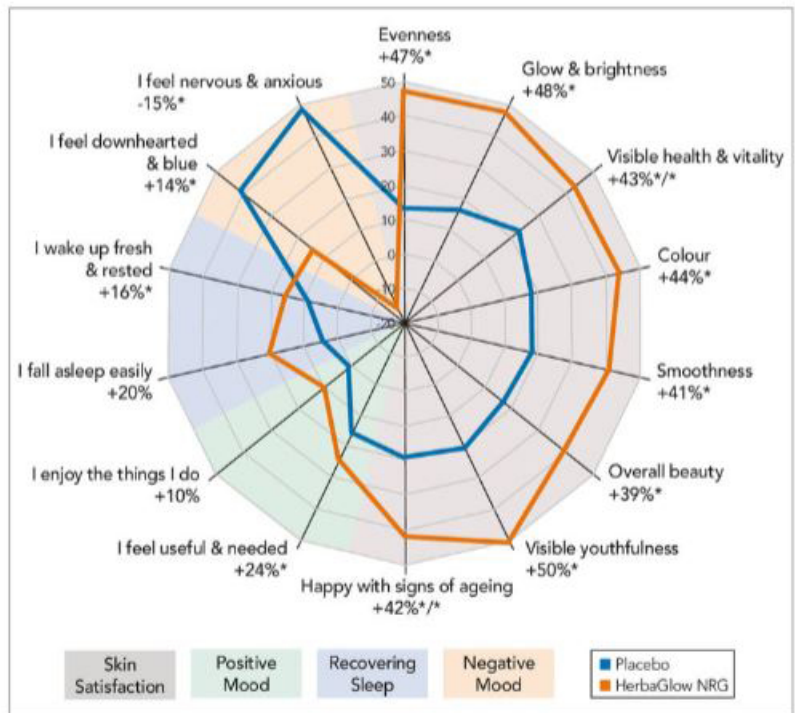 Evenness
+47%*
Glow & brightness
+48%*
Visible health & vitality
+43%*/*
Colour
+44%*
Smoothness
+41%*
Overall beauty
+39%*
Visible youthfulness
+50%*
Happy with signs of ageing
+42%*/*
I feel useful & needed
+24%*
I enjoy the things I do
+10%
I fall asleep easily
+20%
I wake up fresh
& rested
+16%*
I feel downhearted
& blue
+14%*
I feel nervous & anxious
-15%*
50
40
30
20
10
0
-20
Skin
Satisfaction
Positive
Mood
Recovering
Sleep
Negative
Mood
Placebo
HerbaGlow NRG